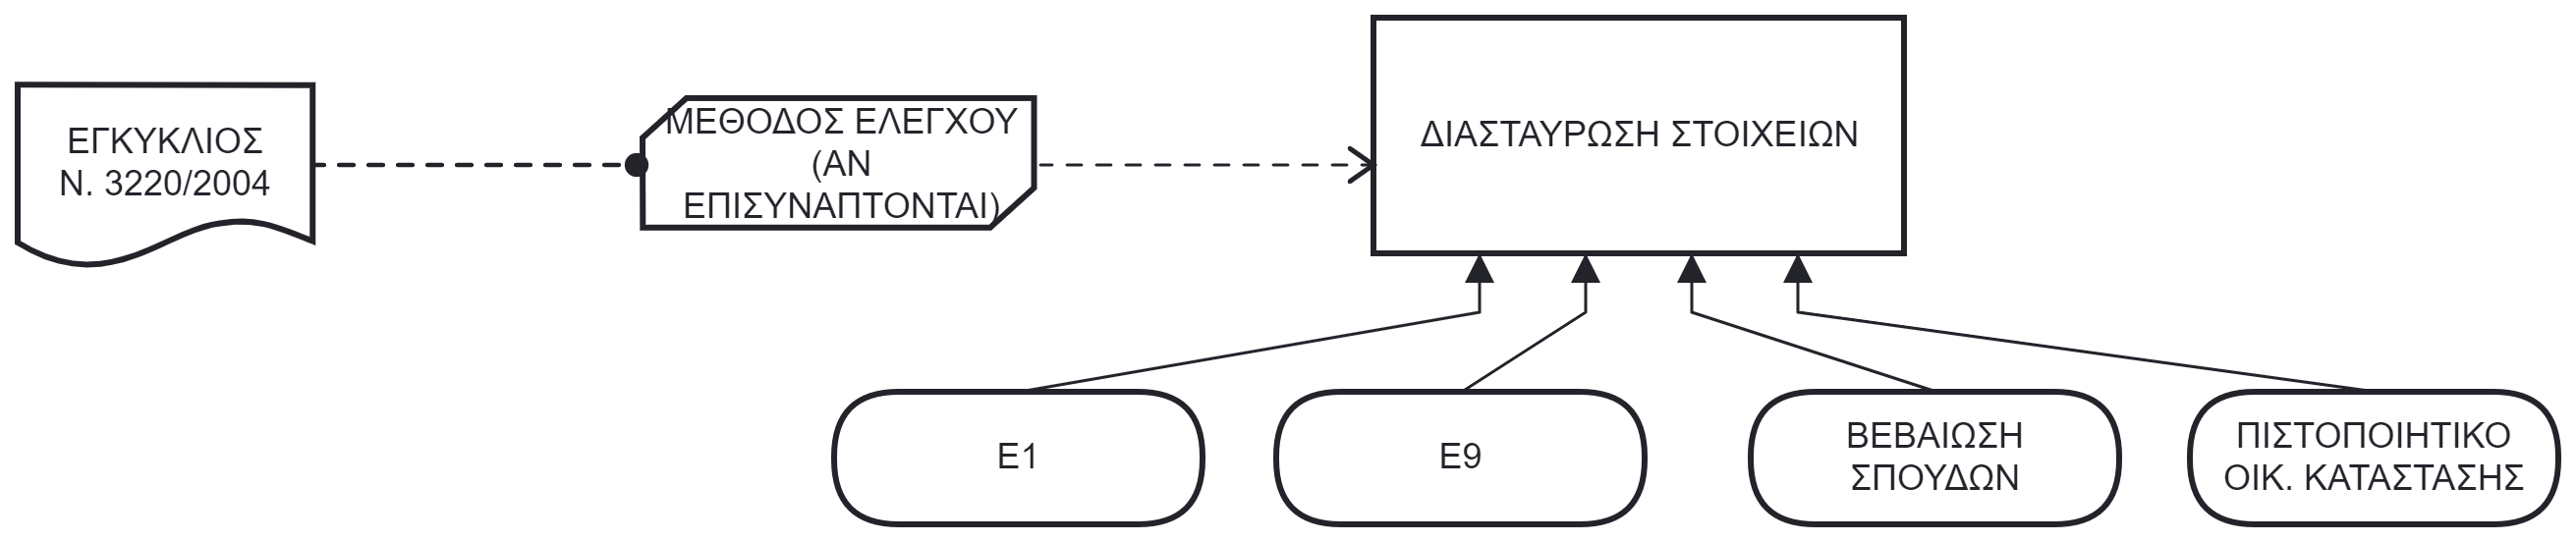 ΕΓΚΥΚΛΙΟΣ
Ν. 3220/2004
ΜΕΘΟΔΟΣ ΕΛΕΓΧΟΥ
(ΑΝ
ΕΠΙΣΥΝΑΠΤΟΝΤΑΙ)
ΔΙΑΣΤΑΥΡΩΣΗ ΣΤΟΙΧΕΙΩΝ
Ε1
Ε9
ΒΕΒΑΙΩΣΗ
ΣΠΟΥΔΩΝ
ΠΙΣΤΟΠΟΙΗΤΙΚΟ
ΟΙΚ. ΚΑΤΑΣΤΑΣΗΣ